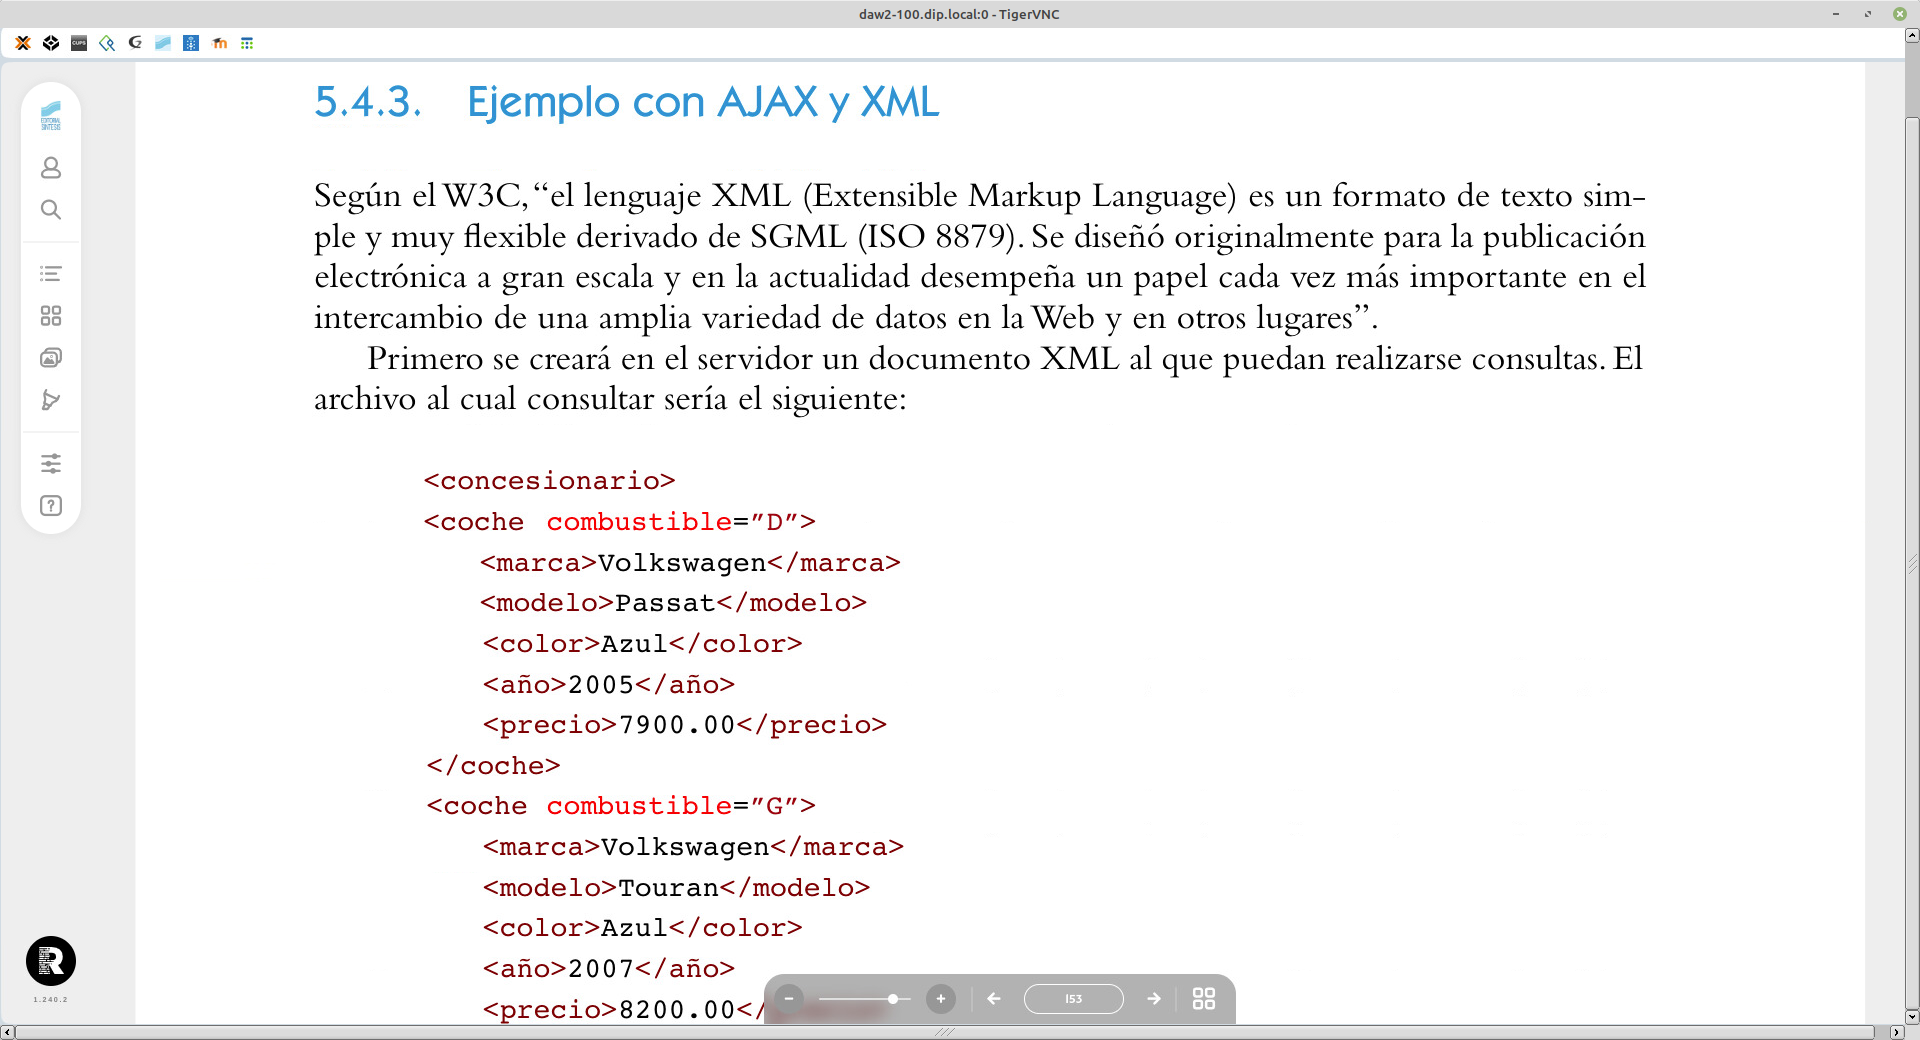 daw2-100.dip.local:0 - TigerVNC
CUPS
EDITORIAL
SINTESIS
5.4.3. Ejemplo con AJAX y XML
Según el W3C, “el lenguaje XML (Extensible Markup Language) es un formato de texto sim-
ple y muy flexible derivado de SGML (ISO 8879). Se diseñó originalmente para la publicación
electrónica a gran escala y en la actualidad desempeña un papel cada vez más importante en el
intercambio de una amplia variedad de datos en la Web y en otros lugares”.
Primero se creará en el servidor un documento XML al que puedan realizarse consultas. El
archivo al cual consultar sería el siguiente:
<concesionario>
<coche combustible=”D”>
<marca>Volkswagen</marca>
<modelo>Passat</modelo>
<color>Azul</color>
<año>2005</año>
<precio>7900.00</precio>
</coche>
<coche combustible=”G”>
<marca>Volkswagen</marca>
<modelo>Touran</modelo>
<color>Azul</color>
<año>2007</año>
<precio>8200.00</
R
1.240.2
153